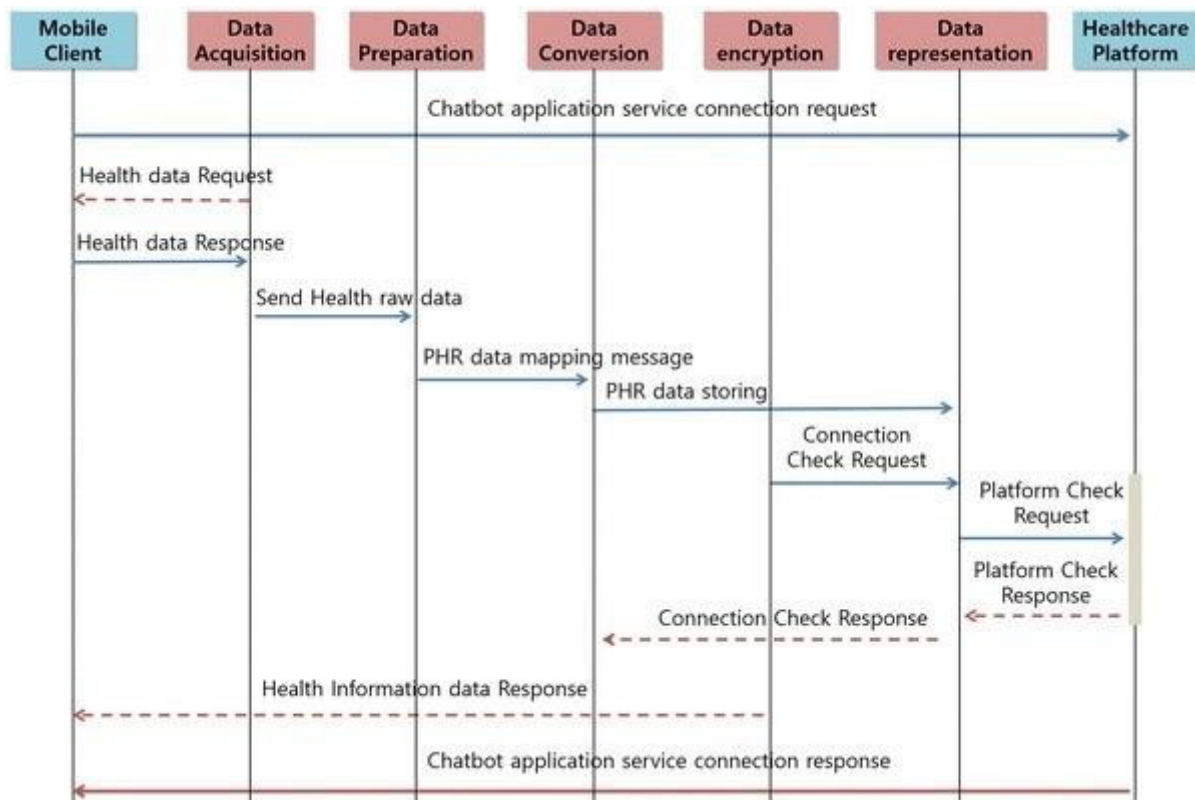 Mobile
Client
Data
Acquisition
Data
Preparation
Data
Conversion
Data
encryption
Data
representation
Healthcare
Platform
Chatbot application service connection request
Health data Request
Health data Response
Send Health raw data
PHR data mapping message
PHR data storing
Connection
Check Request
Platform Check
Request
Platform Check
Response
Connection Check Response
Health Information data Response
Chatbot application service connection response